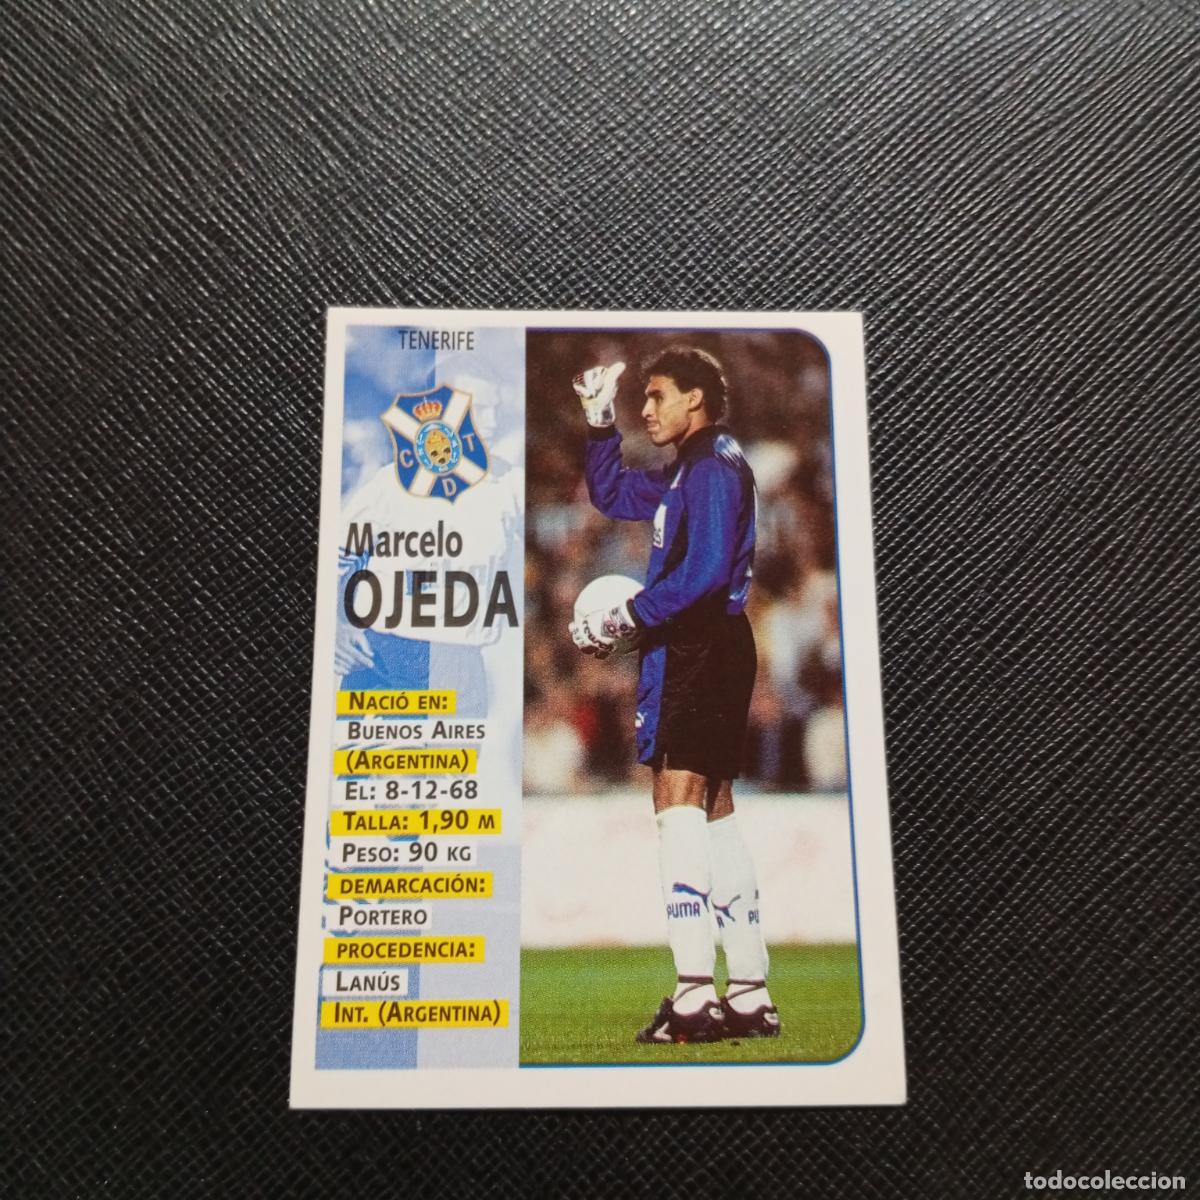 TENERIFE
C T
D
Marcelo
OJEDA
NACIÓ EN:
BUENOS AIRES
(ARGENTINA)
EL: 8-12-68
TALLA: 1,90 M
PESO: 90 KG
DEMARCACIÓN:
PORTERO
PROCEDENCIA:
LANÚS
INT. (ARGENTINA)
PUMA
todocoleccion